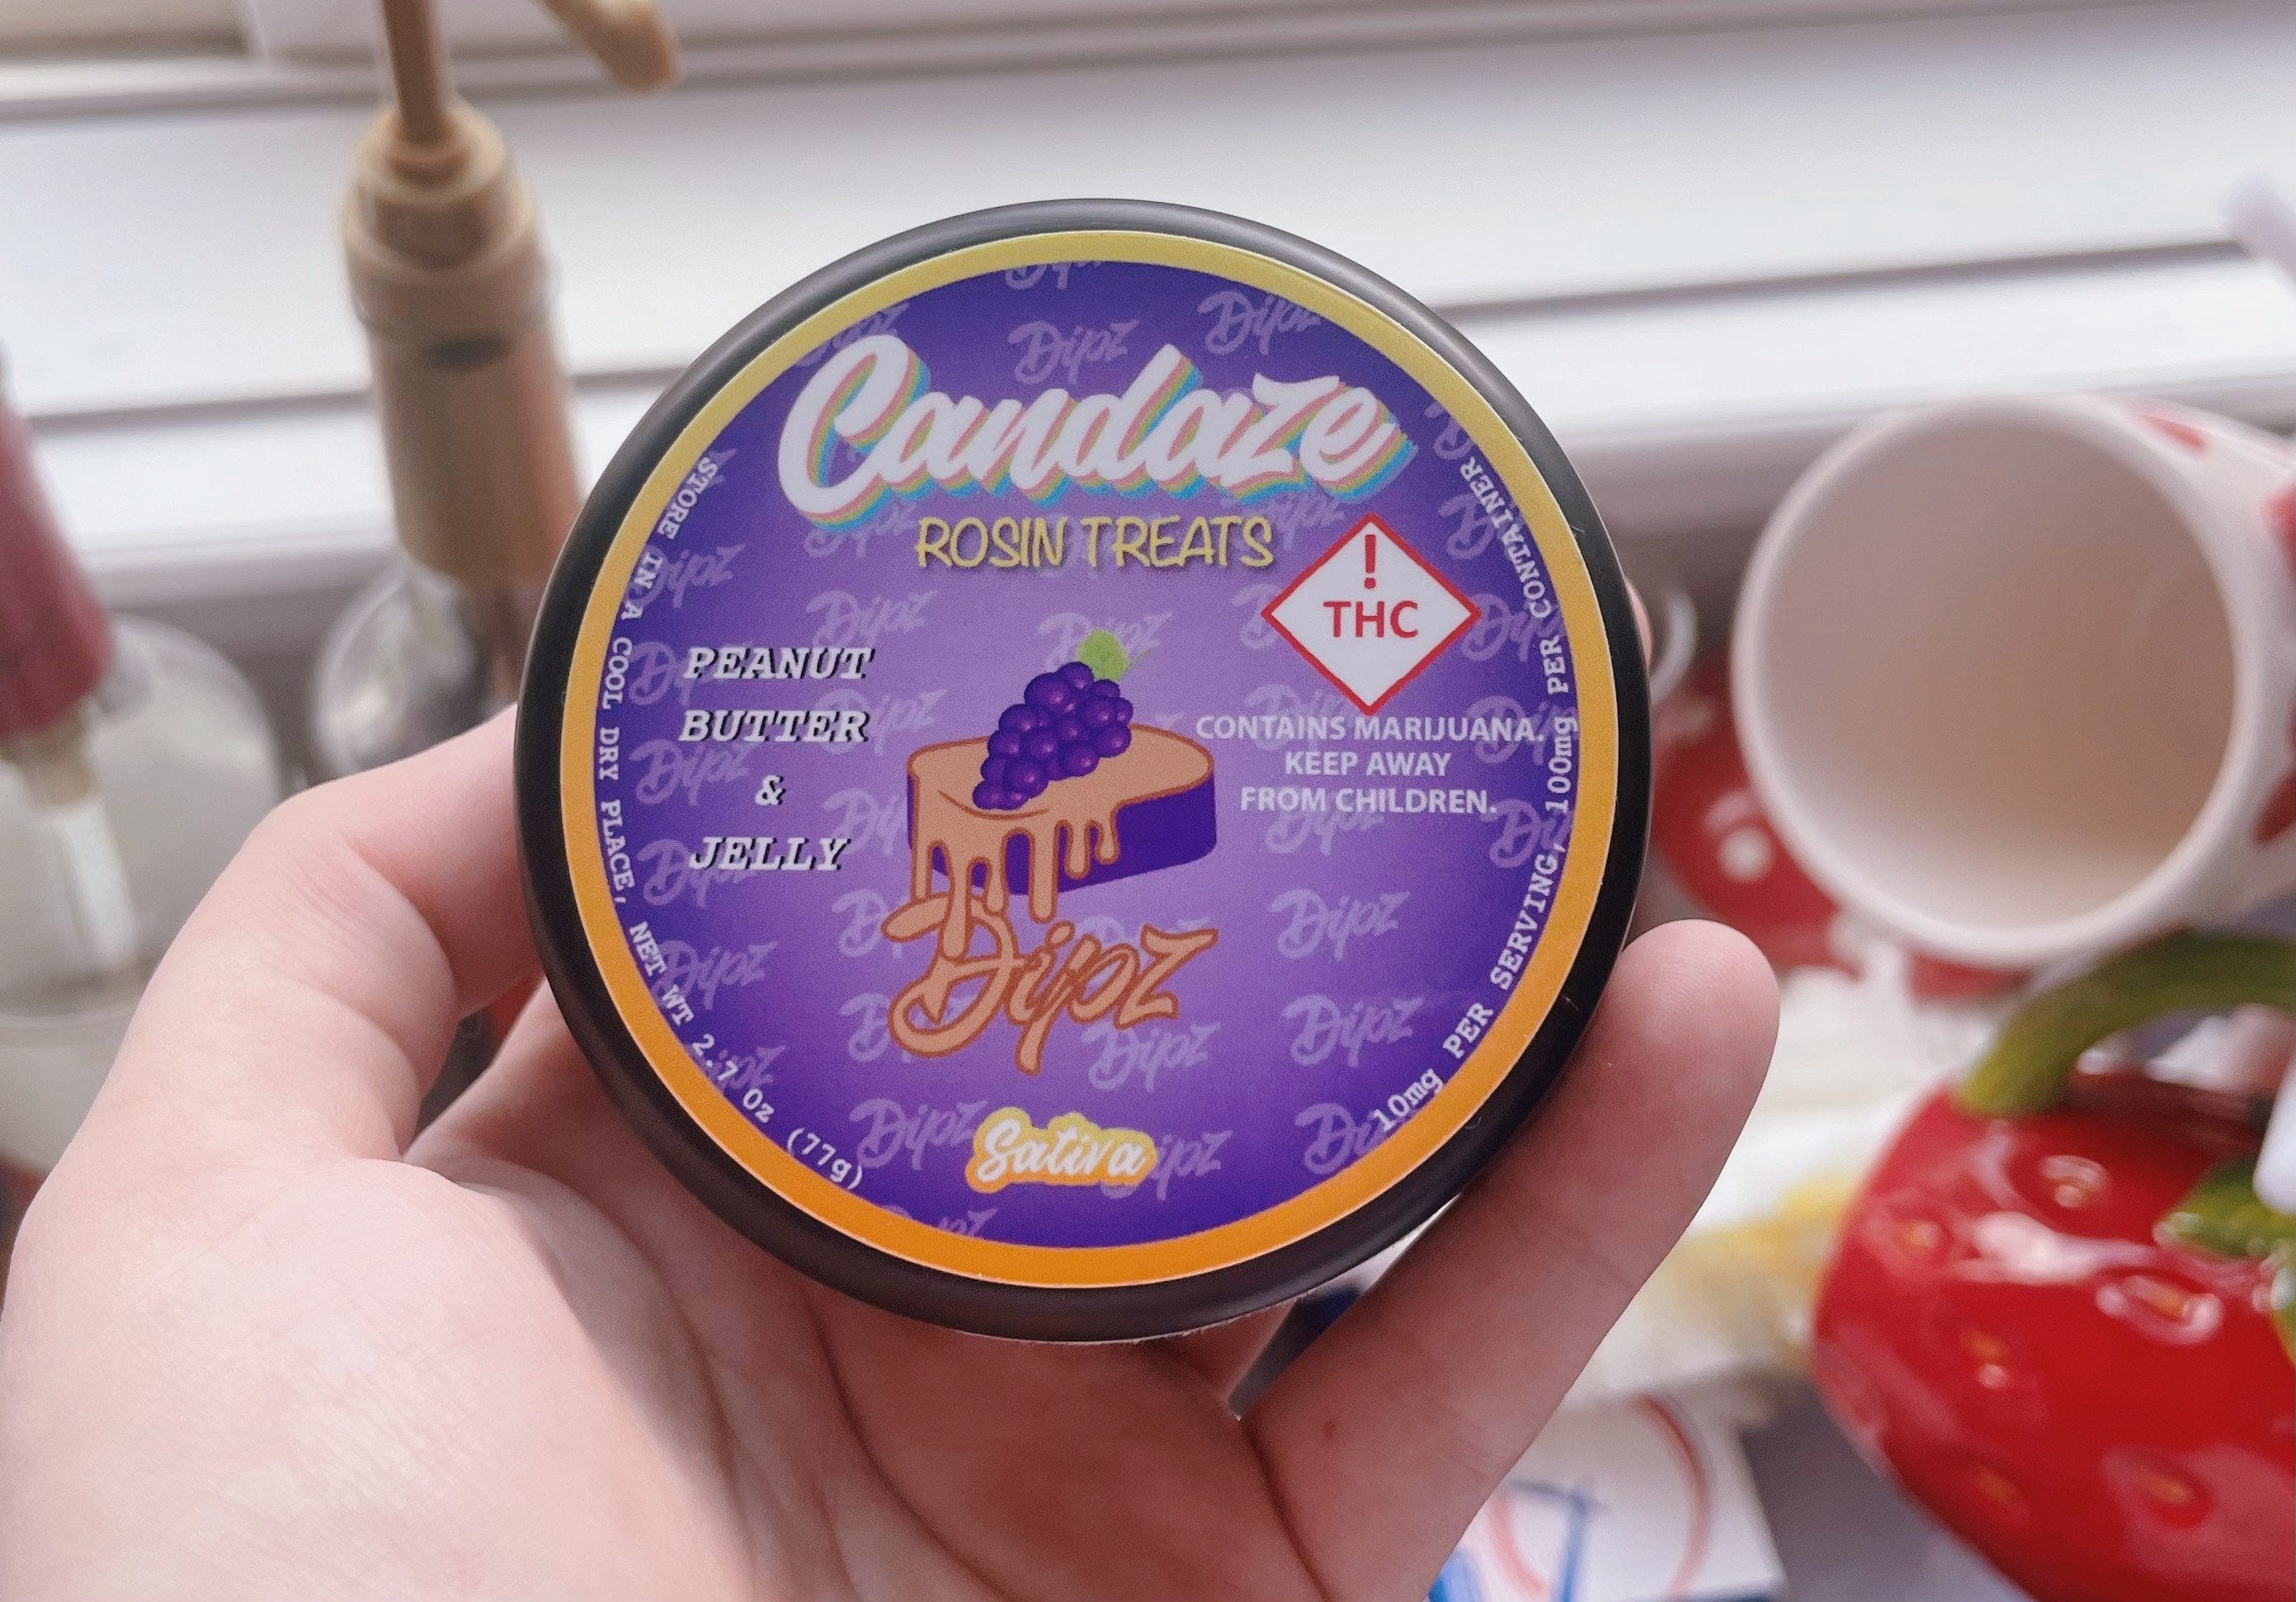 Candaze
ROSIN TREATS
! 
THC
CONTAINS MARIJUANA.
KEEP AWAY
FROM CHILDREN.
PEANUT
BUTTER
&
JELLY
Dipz
Sativa
STORE IN A COOL DRY PLACE, NET WT 2.7 Oz (77g)
10mg PER SERVING, 100mg PER CONTAINER